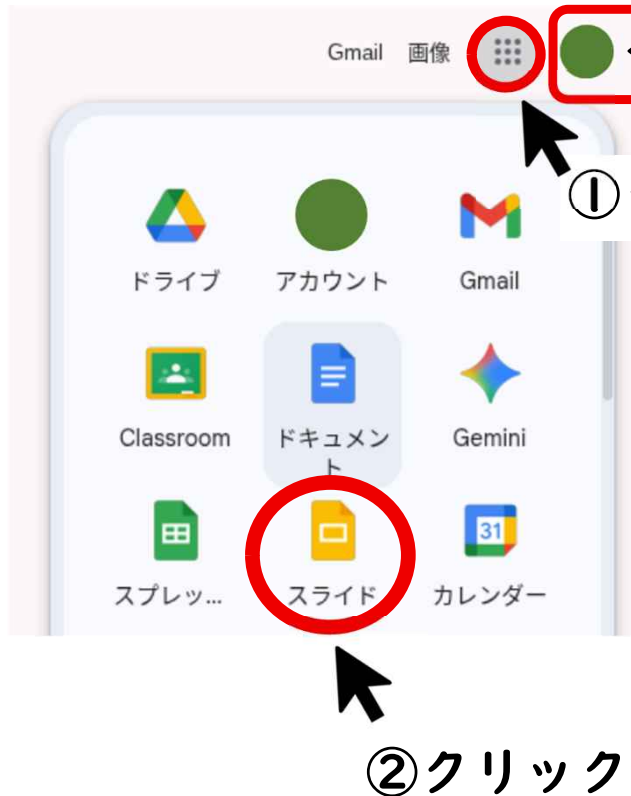 Gmail 画像
①
ドライブ アカウント Gmail
Classroom ドキュメン
ト Gemini
31
スプレッ... スライド カレンダー
②クリック